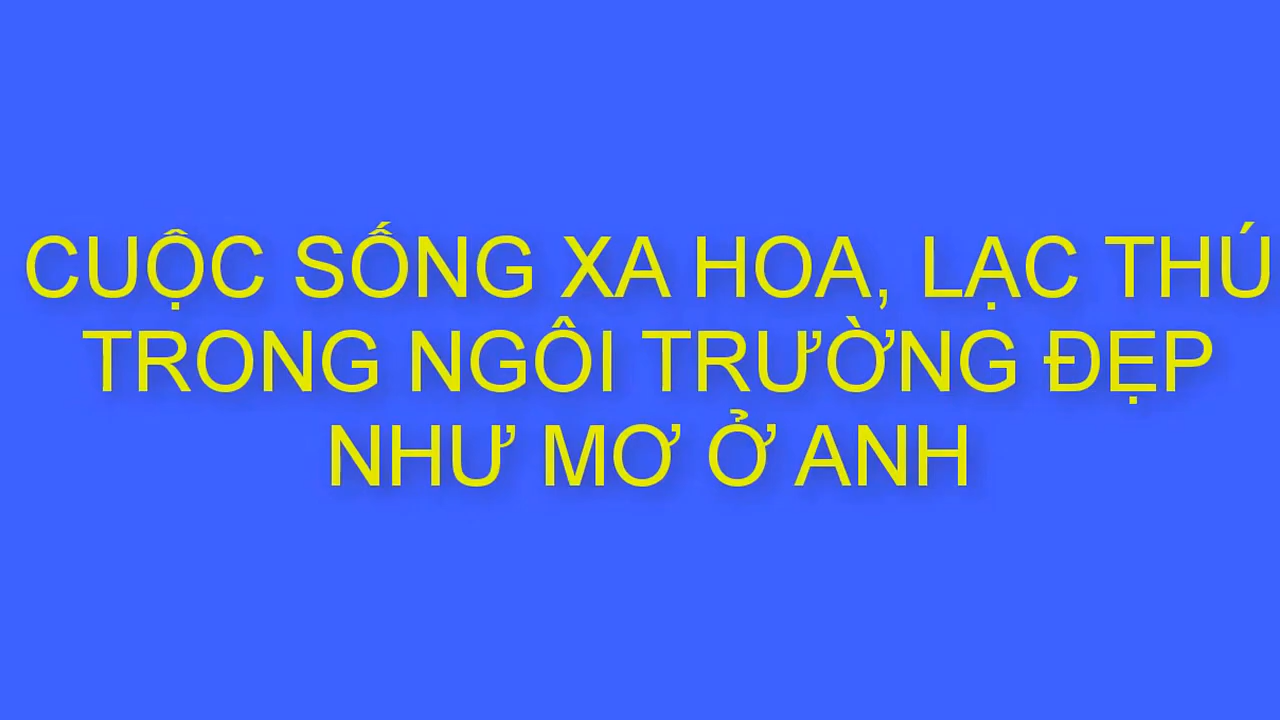 CUỘC SỐNG XA HOA, LẠC THÚ
TRONG NGÔI TRƯỜNG ĐẸP
NHƯ MƠ Ở ANH